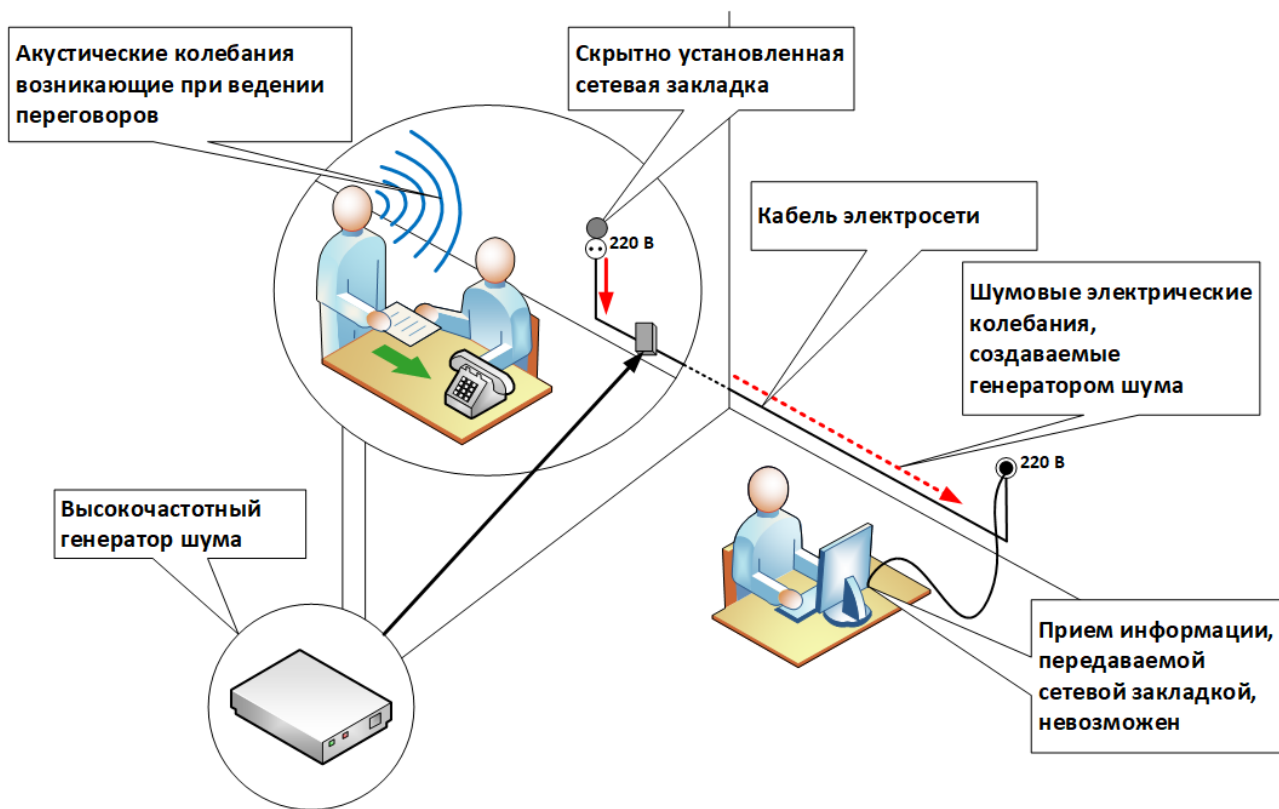 Акустические колебания
возникающие при ведении
переговоров
Скрытно установленная
сетевая закладка
Кабель электросети
220 В
Шумовые электрические
колебания,
создаваемые
генератором шума
220 В
Высокочастотный
генератор шума
Прием информации,
передаваемой
сетевой закладкой,
невозможен